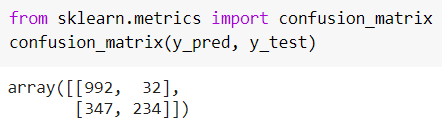 from sklearn.metrics import confusion_matrix
confusion_matrix(y_pred, y_test)
array([[992,  32],
       [347, 234]])